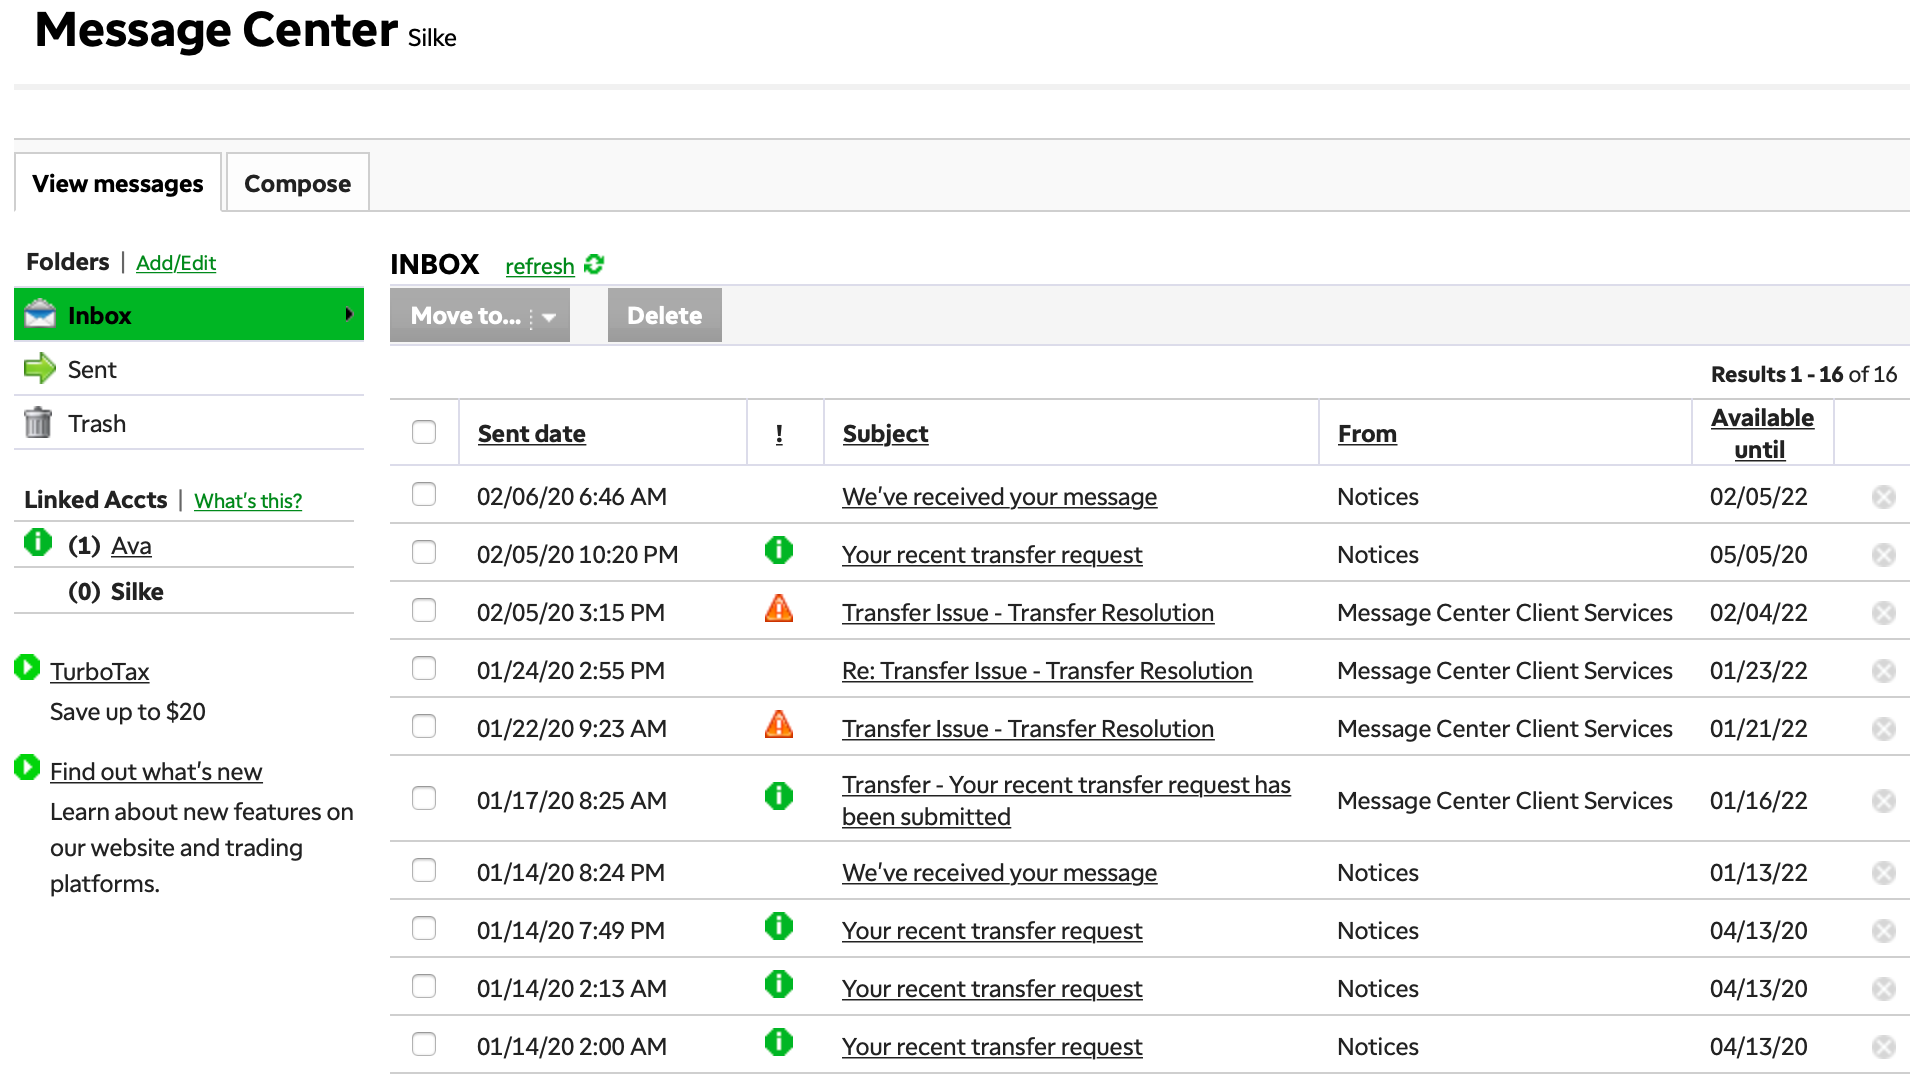 Message Center Silke
View messages
Compose
Folders | Add/Edit
Inbox
Sent
Trash
Linked Accts | What's this?
(1) Ava
(0) Silke
TurboTax
Save up to $20
Find out what's new
Learn about new features on
our website and trading
platforms.
INBOX refresh
Move to...
Delete
Results 1 - 16 of 16
Sent date ! Subject From Available
until
02/06/20 6:46 AM We've received your message Notices 02/05/22
02/05/20 10:20 PM Your recent transfer request Notices 05/05/20
02/05/20 3:15 PM Transfer Issue - Transfer Resolution Message Center Client Services 02/04/22
01/24/20 2:55 PM Re: Transfer Issue - Transfer Resolution Message Center Client Services 01/23/22
01/22/20 9:23 AM Transfer Issue - Transfer Resolution Message Center Client Services 01/21/22
01/17/20 8:25 AM Transfer - Your recent transfer request has
been submitted Message Center Client Services 01/16/22
01/14/20 8:24 PM We've received your message Notices 01/13/22
01/14/20 7:49 PM Your recent transfer request Notices 04/13/20
01/14/20 2:13 AM Your recent transfer request Notices 04/13/20
01/14/20 2:00 AM Your recent transfer request Notices 04/13/20